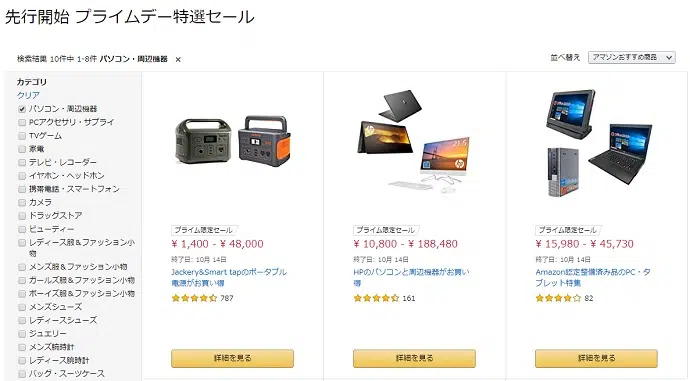 先行開始 プライムデー特選セール
検索結果 10件中 1-8件 パソコン・周辺機器 ×
並べ替え アマゾンおすすめ商品
カテゴリ
クリア
パソコン・周辺機器
PCアクセサリ・サプライ
TVゲーム
家電
テレビ・レコーダー
イヤホン・ヘッドホン
携帯電話・スマートフォン
カメラ
ドラッグストア
ビューティー
レディース服&ファッション小
物
メンズ服&ファッション小物
ガールズ服&ファッション小物
ボーイズ服&ファッション小物
メンズシューズ
レディースシューズ
ジュエリー
メンズ腕時計
レディース腕時計
バッグ・スーツケース
プライム限定セール
¥ 1,400 - ¥ 48,000
終了日: 10月 14日
Jackery&Smart tapのポータブル
電源がお買い得
787
詳細を見る
21.5
プライム限定セール
¥ 10,800 - ¥ 188,480
終了日: 10月 14日
HPのパソコンと周辺機器がお買い
得
161
詳細を見る
プライム限定セール
¥ 15,980 - ¥ 45,730
終了日: 10月 14日
Amazon認定整備済み品のPC・タ
ブレット特集
82
詳細を見る